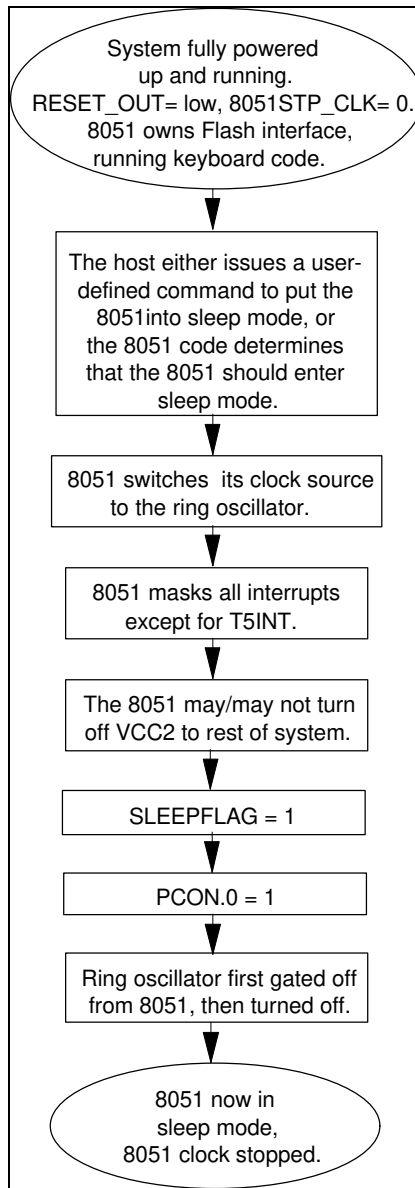 System fully powered
up and running.
RESET_OUT= low, 8051STP_CLK= 0.
8051 owns Flash interface,
running keyboard code.
The host either issues a user-
defined command to put the
8051into sleep mode, or
the 8051 code determines
that the 8051 should enter
sleep mode.
8051 switches its clock source
to the ring oscillator.
8051 masks all interrupts
except for T5INT.
The 8051 may/may not turn
off VCC2 to rest of system.
SLEEPFLAG = 1
PCON.0 = 1
Ring oscillator first gated off
from 8051, then turned off.
8051 now in
sleep mode,
8051 clock stopped.